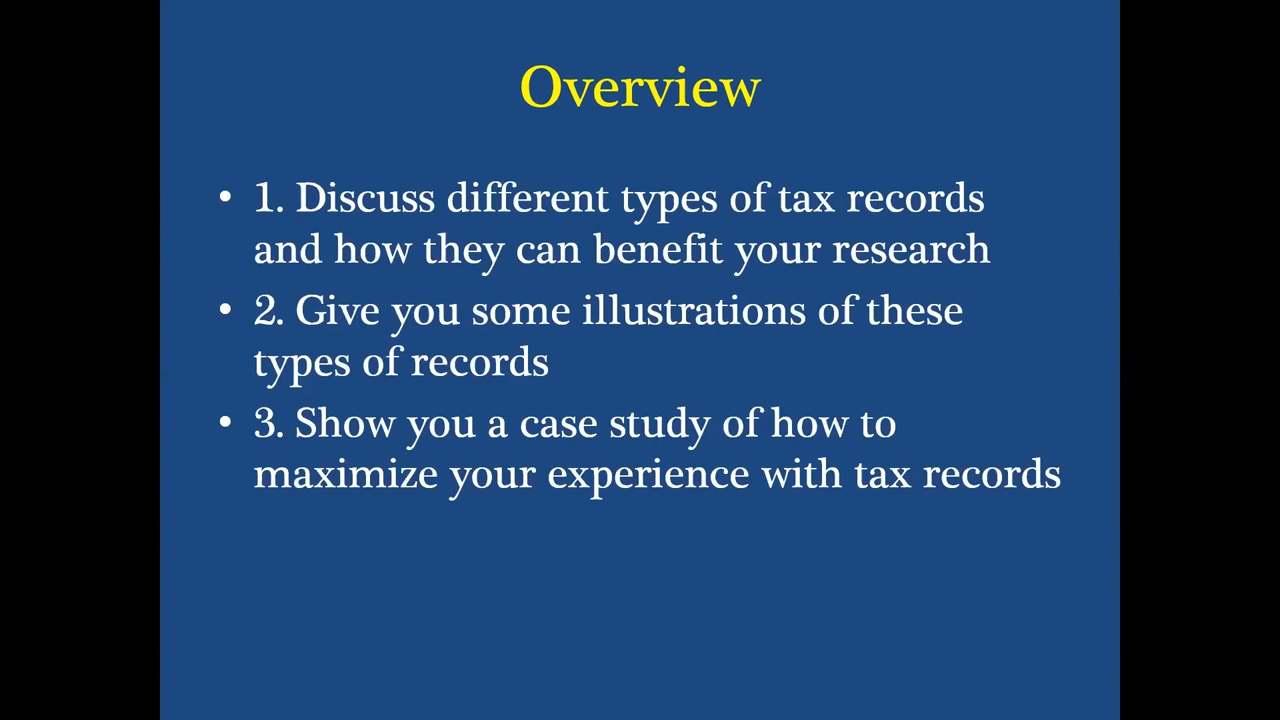 Overview
• 1. Discuss different types of tax records
and how they can benefit your research
• 2. Give you some illustrations of these
types of records
• 3. Show you a case study of how to
maximize your experience with tax records